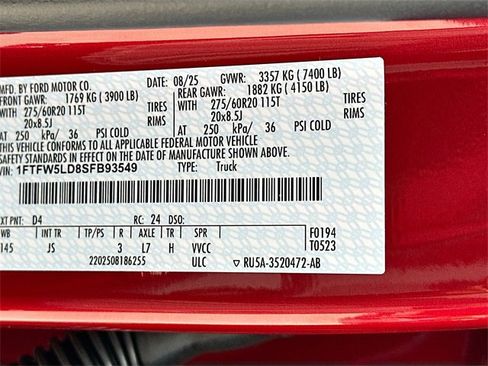 MFD. BY FORD MOTOR CO.
DATE: 08/25 GVWR: 3357 KG ( 7400 LB)
FRONT GAWR: 1769 KG ( 3900 LB) REAR GAWR: 1882 KG ( 4150 LB)
WITH 275/60R20 115T TIRES WITH 275/60R20 115T TIRES
20x8.5J RIMS 20x8.5J RIMS
AT 250 kPa/ 36 PSI COLD AT 250 kPa/ 36 PSI COLD
THIS VEHICLE CONFORMS TO ALL APPLICABLE FEDERAL MOTOR VEHICLE
SAFETY STANDARDS IN EFFECT ON THE DATE OF MANUFACTURE SHOWN ABOVE.
VIN: 1FTFW5LD8SFB93549 TYPE: Truck
EXT PNT: D4 RC: 24 DSO:
WB INT TR TP/PS R AXLE TR SPR F0194
145 JS 3 L7 H VVCC T0523
2202508186255 ULC ▼ RU5A-3520472-AB